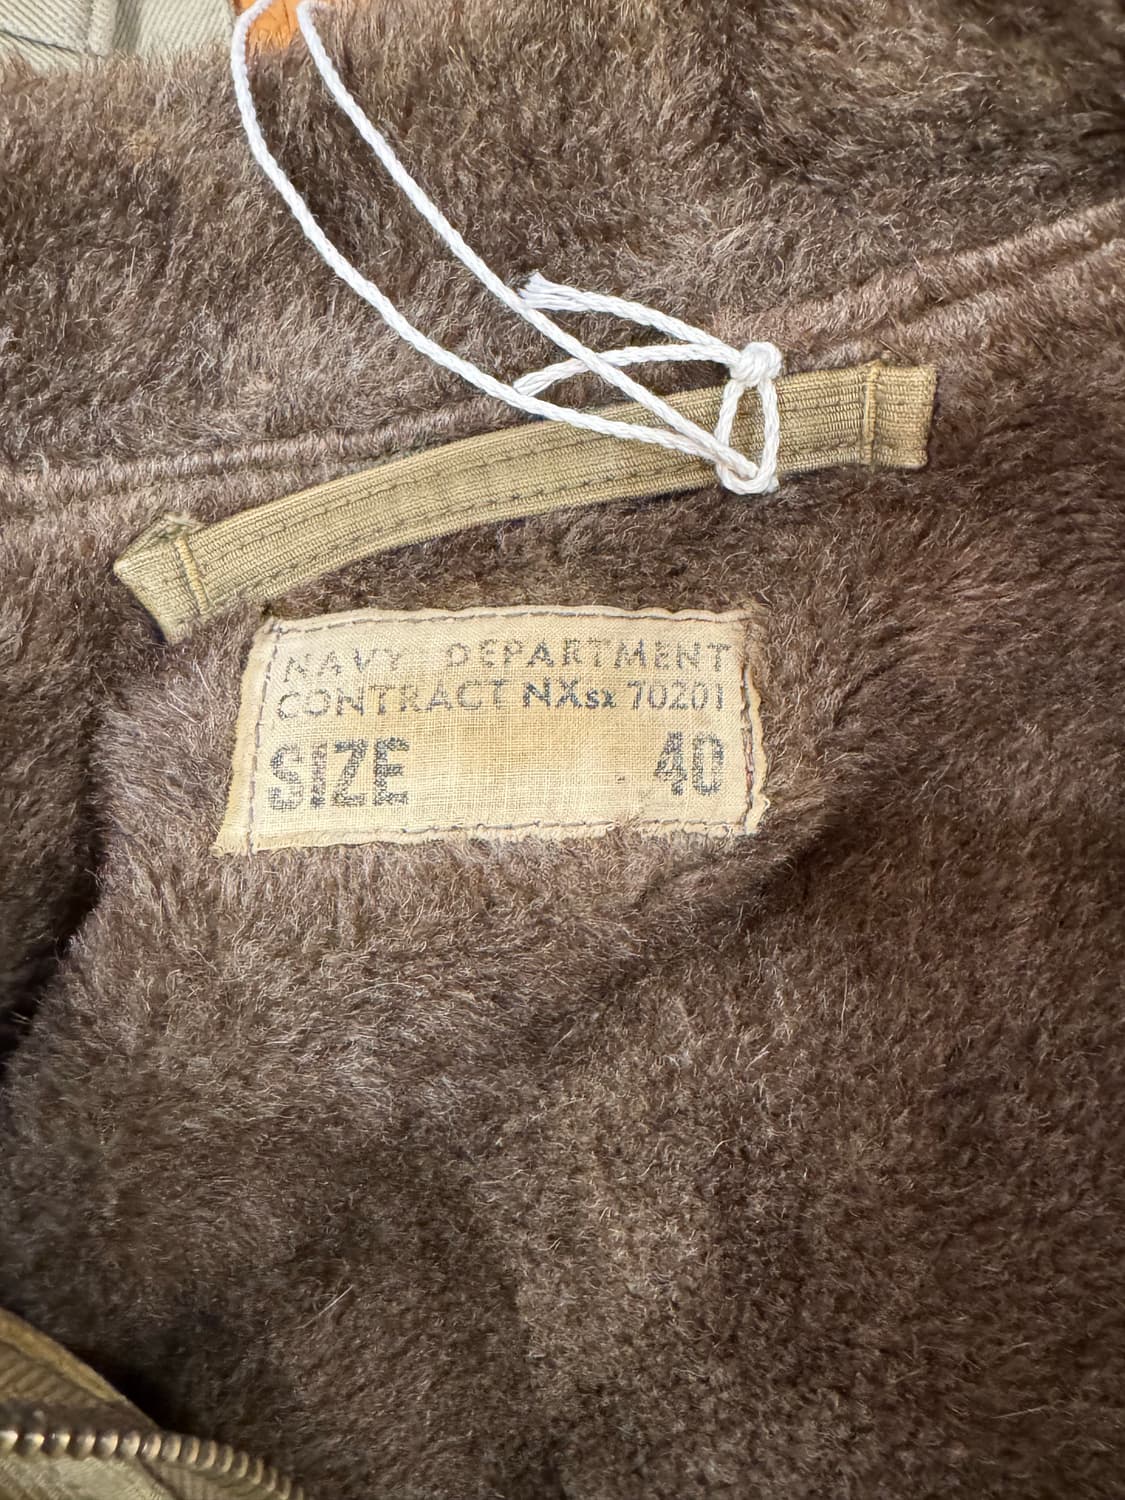 NAVY DEPARTMENT
CONTRACT NXsx 70201
SIZE 40